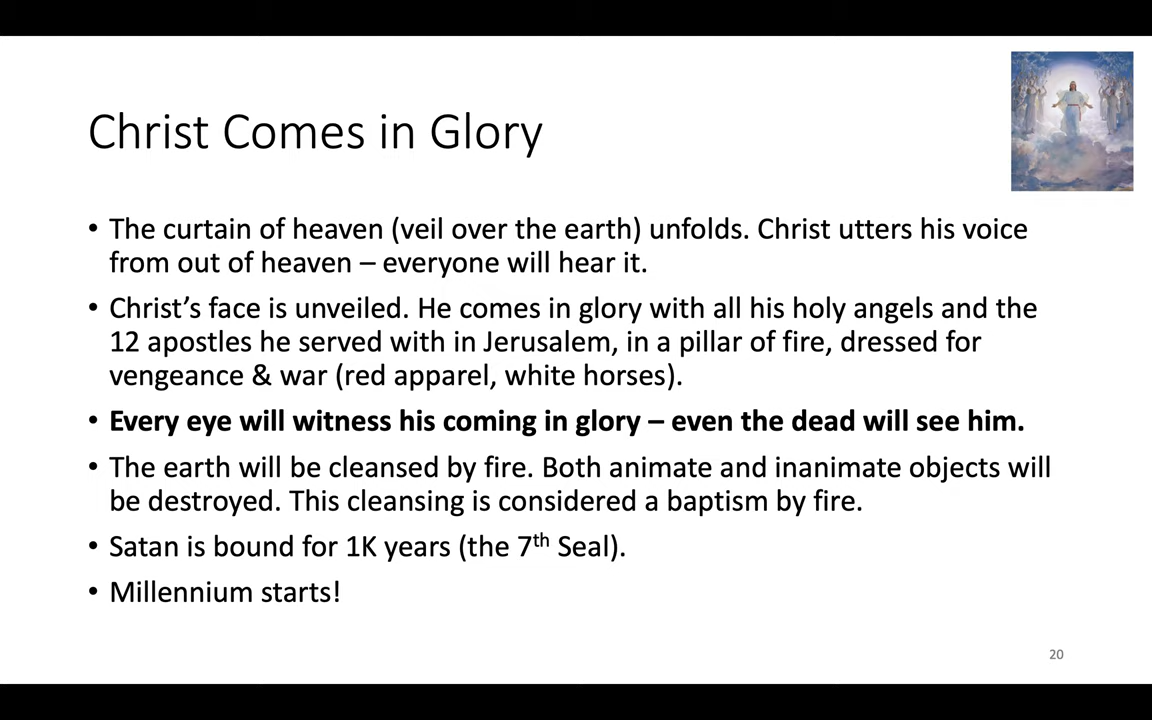 Christ Comes in Glory
• The curtain of heaven (veil over the earth) unfolds. Christ utters his voice
from out of heaven – everyone will hear it.
• Christ’s face is unveiled. He comes in glory with all his holy angels and the
12 apostles he served with in Jerusalem, in a pillar of fire, dressed for
vengeance & war (red apparel, white horses).
• Every eye will witness his coming in glory – even the dead will see him.
• The earth will be cleansed by fire. Both animate and inanimate objects will
be destroyed. This cleansing is considered a baptism by fire.
• Satan is bound for 1K years (the 7th Seal).
• Millennium starts!
20